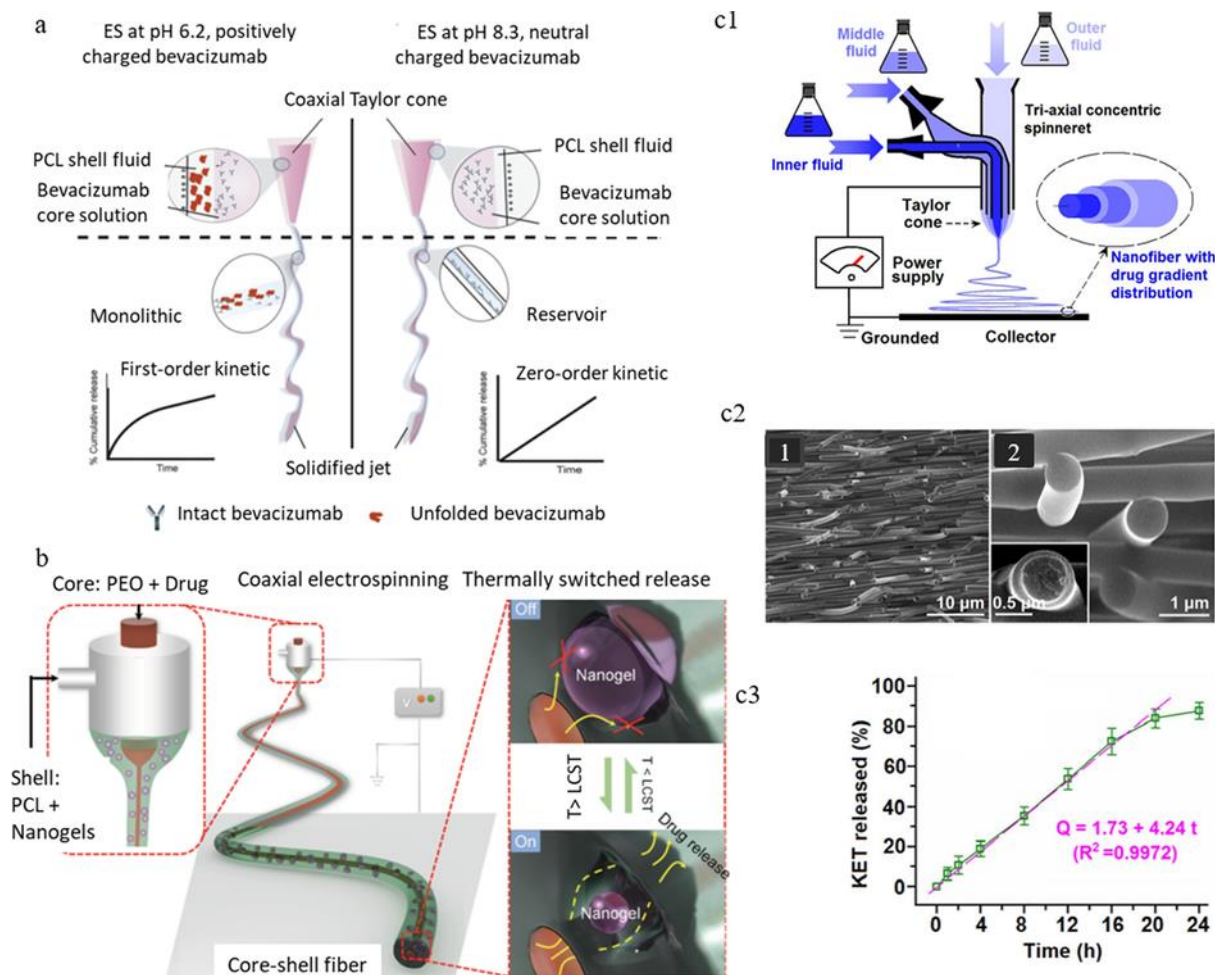 a
ES at pH 6.2, positively
charged bevacizumab
ES at pH 8.3, neutral
charged bevacizumab
Coaxial Taylor cone
PCL shell fluid
Bevacizumab
core solution
PCL shell fluid
Bevacizumab
core solution
Monolithic
Reservoir
First-order kinetic
% Cumulative release
Time
Zero-order kinetic
% Cumulative release
Time
Solidified jet
Intact bevacizumab
Unfolded bevacizumab
b
Core: PEO + Drug
Coaxial electrospinning
Thermally switched release
Shell:
PCL +
Nanogels
V
Core-shell fiber
Off
Nanogel
T> LCST
T < LCST
On
Drug release
Nanogel
c1
Middle
fluid
Outer
fluid
Inner fluid
Tri-axial concentric
spinneret
Taylor
cone
Power
supply
Nanofiber with
drug gradient
distribution
Grounded
Collector
c2
1
10 µm
2
0.5 µm
1 µm
c3
KET released (%)
100
80
60
40
20
0
Q = 1.73 + 4.24 t
(R² =0.9972)
0 4 8 12 16 20 24
Time (h)